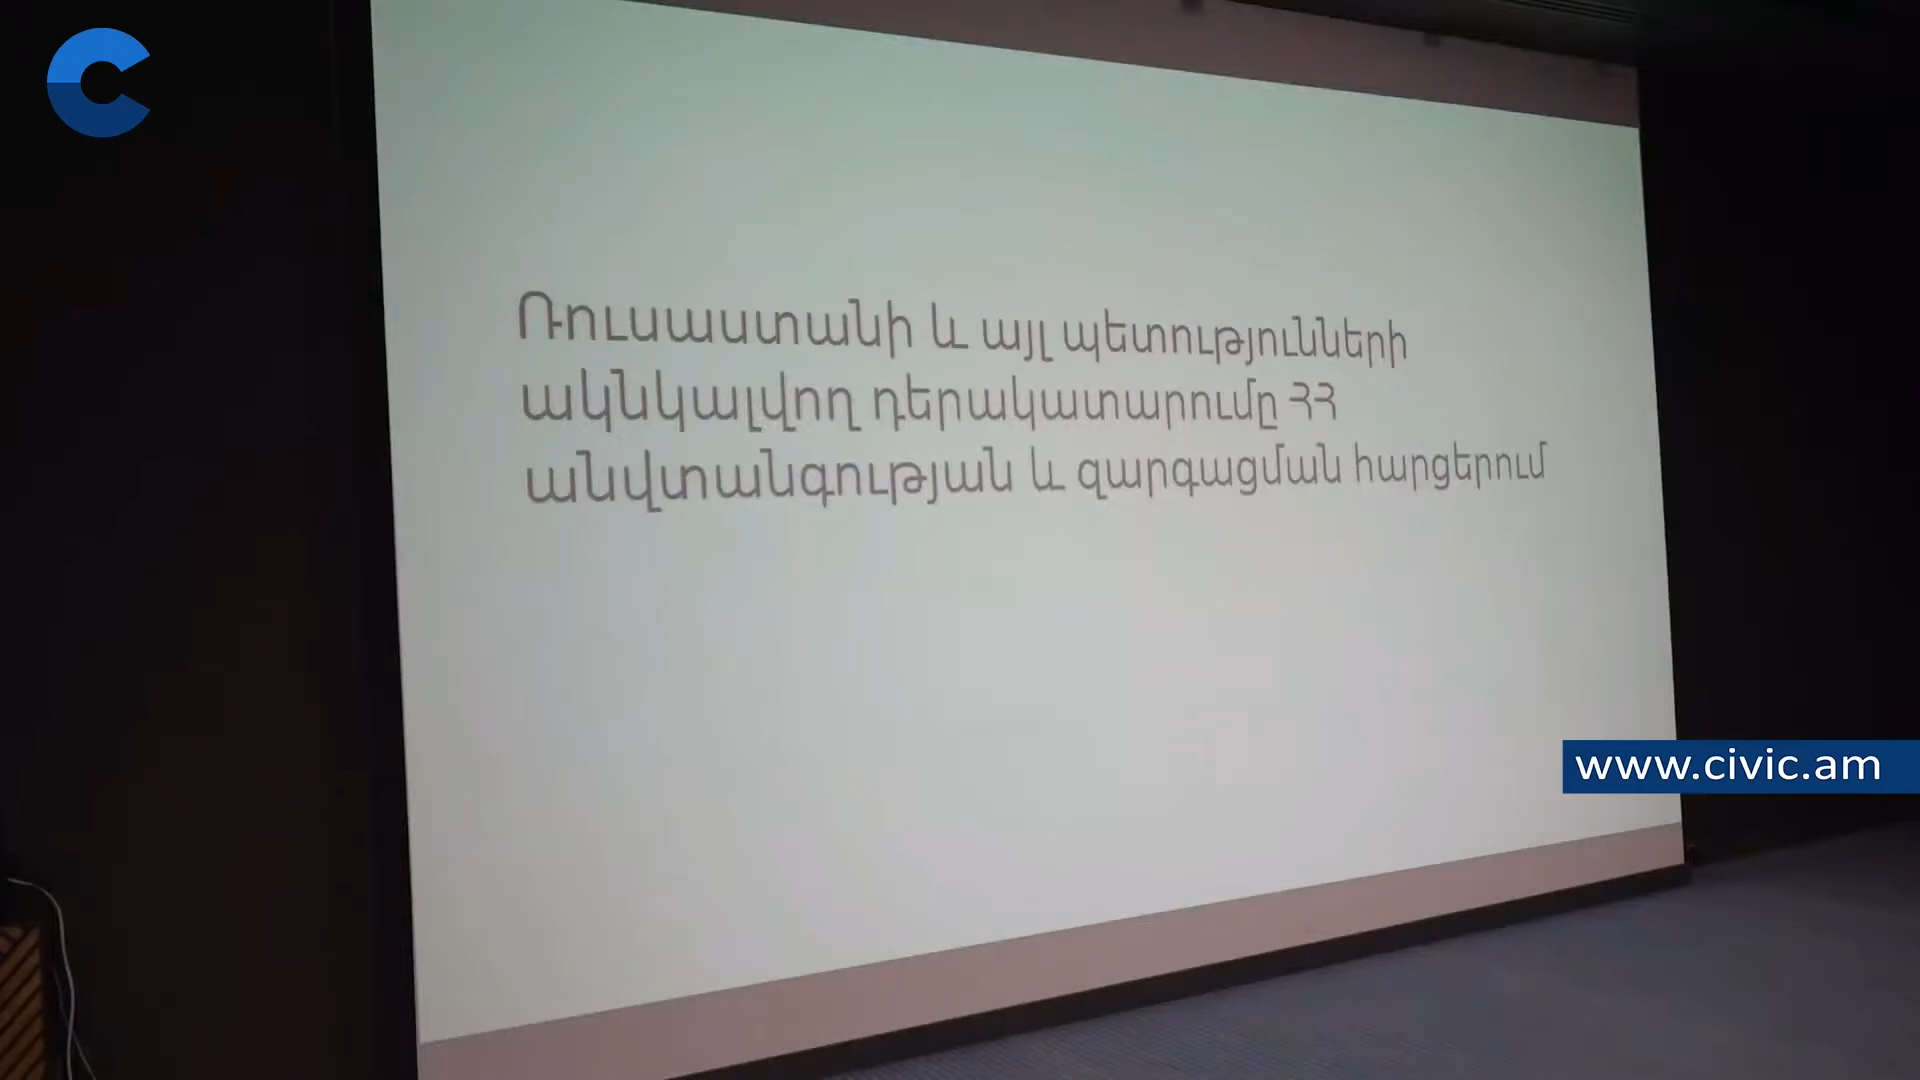 Ռուսաստանի և այլ պետությունների
ակնկալվող դերակատարումը ՀՀ
անվտանգության և զարգացման հարցերում
www.civic.am